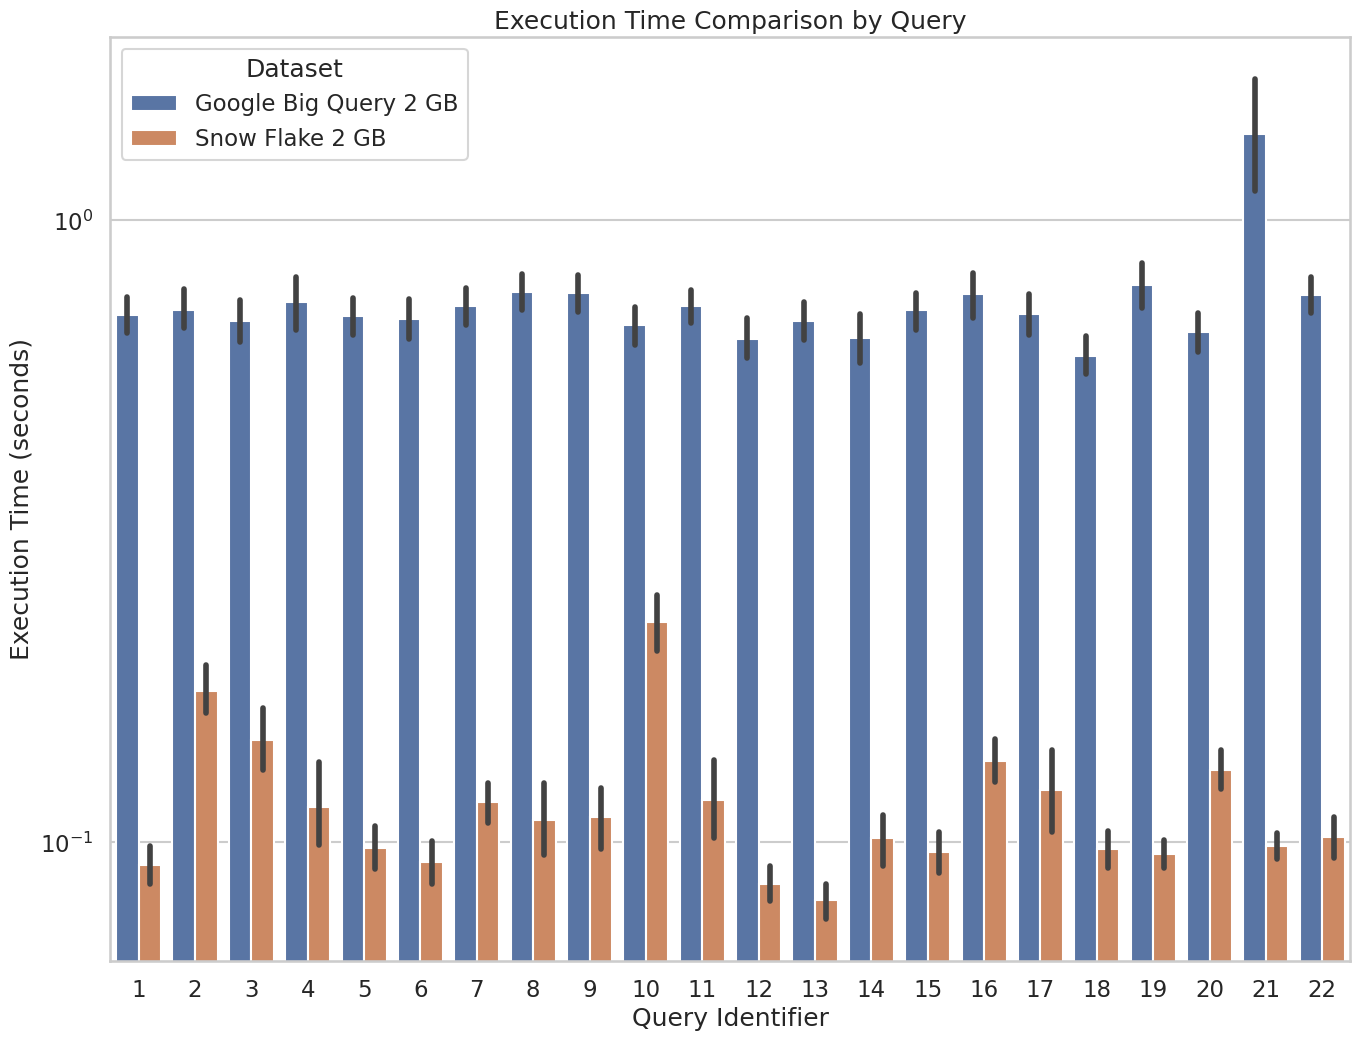 Execution Time Comparison by Query
Dataset
Google Big Query 2 GB
Snow Flake 2 GB
Execution Time (seconds)
10⁰
10⁻¹
1 2 3 4 5 6 7 8 9 10 11 12 13 14 15 16 17 18 19 20 21 22
Query Identifier